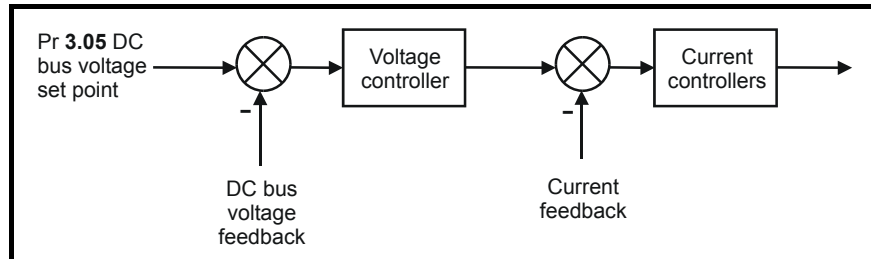 Pr 3.05 DC
bus voltage
set point
Voltage
controller
Current
controllers
–
–
DC bus
voltage
feedback
Current
feedback